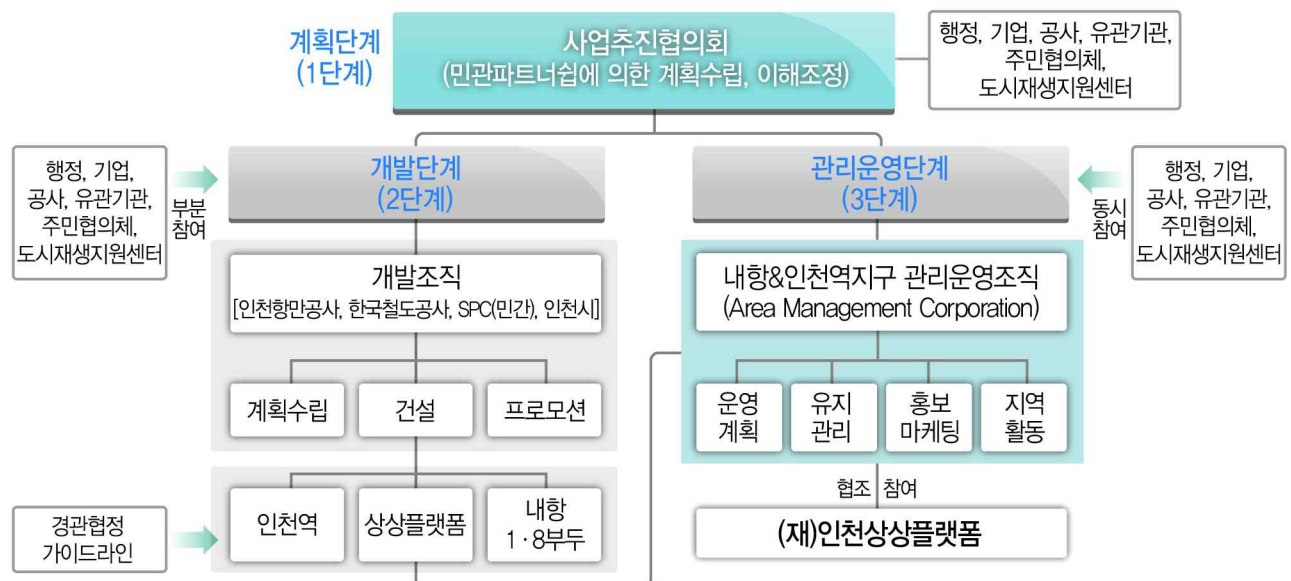 계획단계
(1단계)
사업추진협의회
(민관파트너쉽에 의한 계획수립, 이해조정)
행정, 기업, 공사, 유관기관,
주민협의체,
도시재생지원센터
행정, 기업,
공사, 유관기관,
주민협의체,
도시재생지원센터
부분
참여
개발단계
(2단계)
관리운영단계
(3단계)
동시
참여
행정, 기업,
공사, 유관기관,
주민협의체,
도시재생지원센터
개발조직
[인천항만공사, 한국철도공사, SPC(민간), 인천시]
계획수립
건설
프로모션
내항&인천역지구 관리운영조직
(Area Management Corporation)
운영
계획
유지
관리
홍보
마케팅
지역
활동
경관협정
가이드라인
인천역
상상플랫폼
내항
1·8부두
협조
참여
(재)인천상상플랫폼